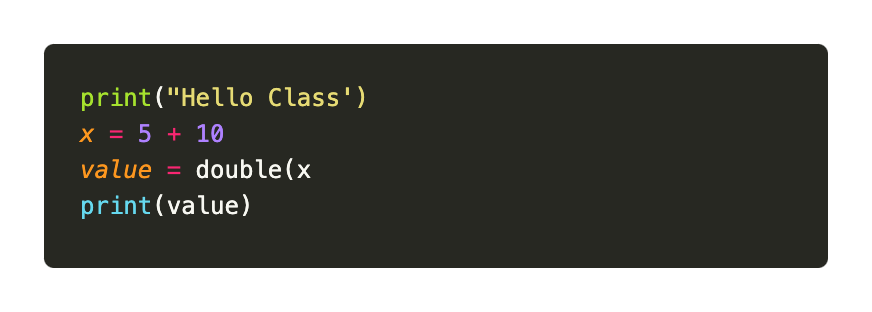 print("Hello Class')
x = 5 + 10
value = double(x
print(value)